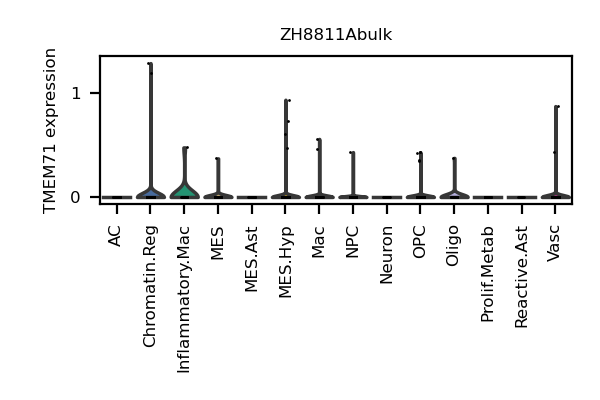 ZH8811Abulk
TMEM71 expression
1
0
AC
Chromatin.Reg
Inflammatory.Mac
MES
MES.Ast
MES.Hyp
Mac
NPC
Neuron
OPC
Oligo
Prolif.Metab
Reactive.Ast
Vasc